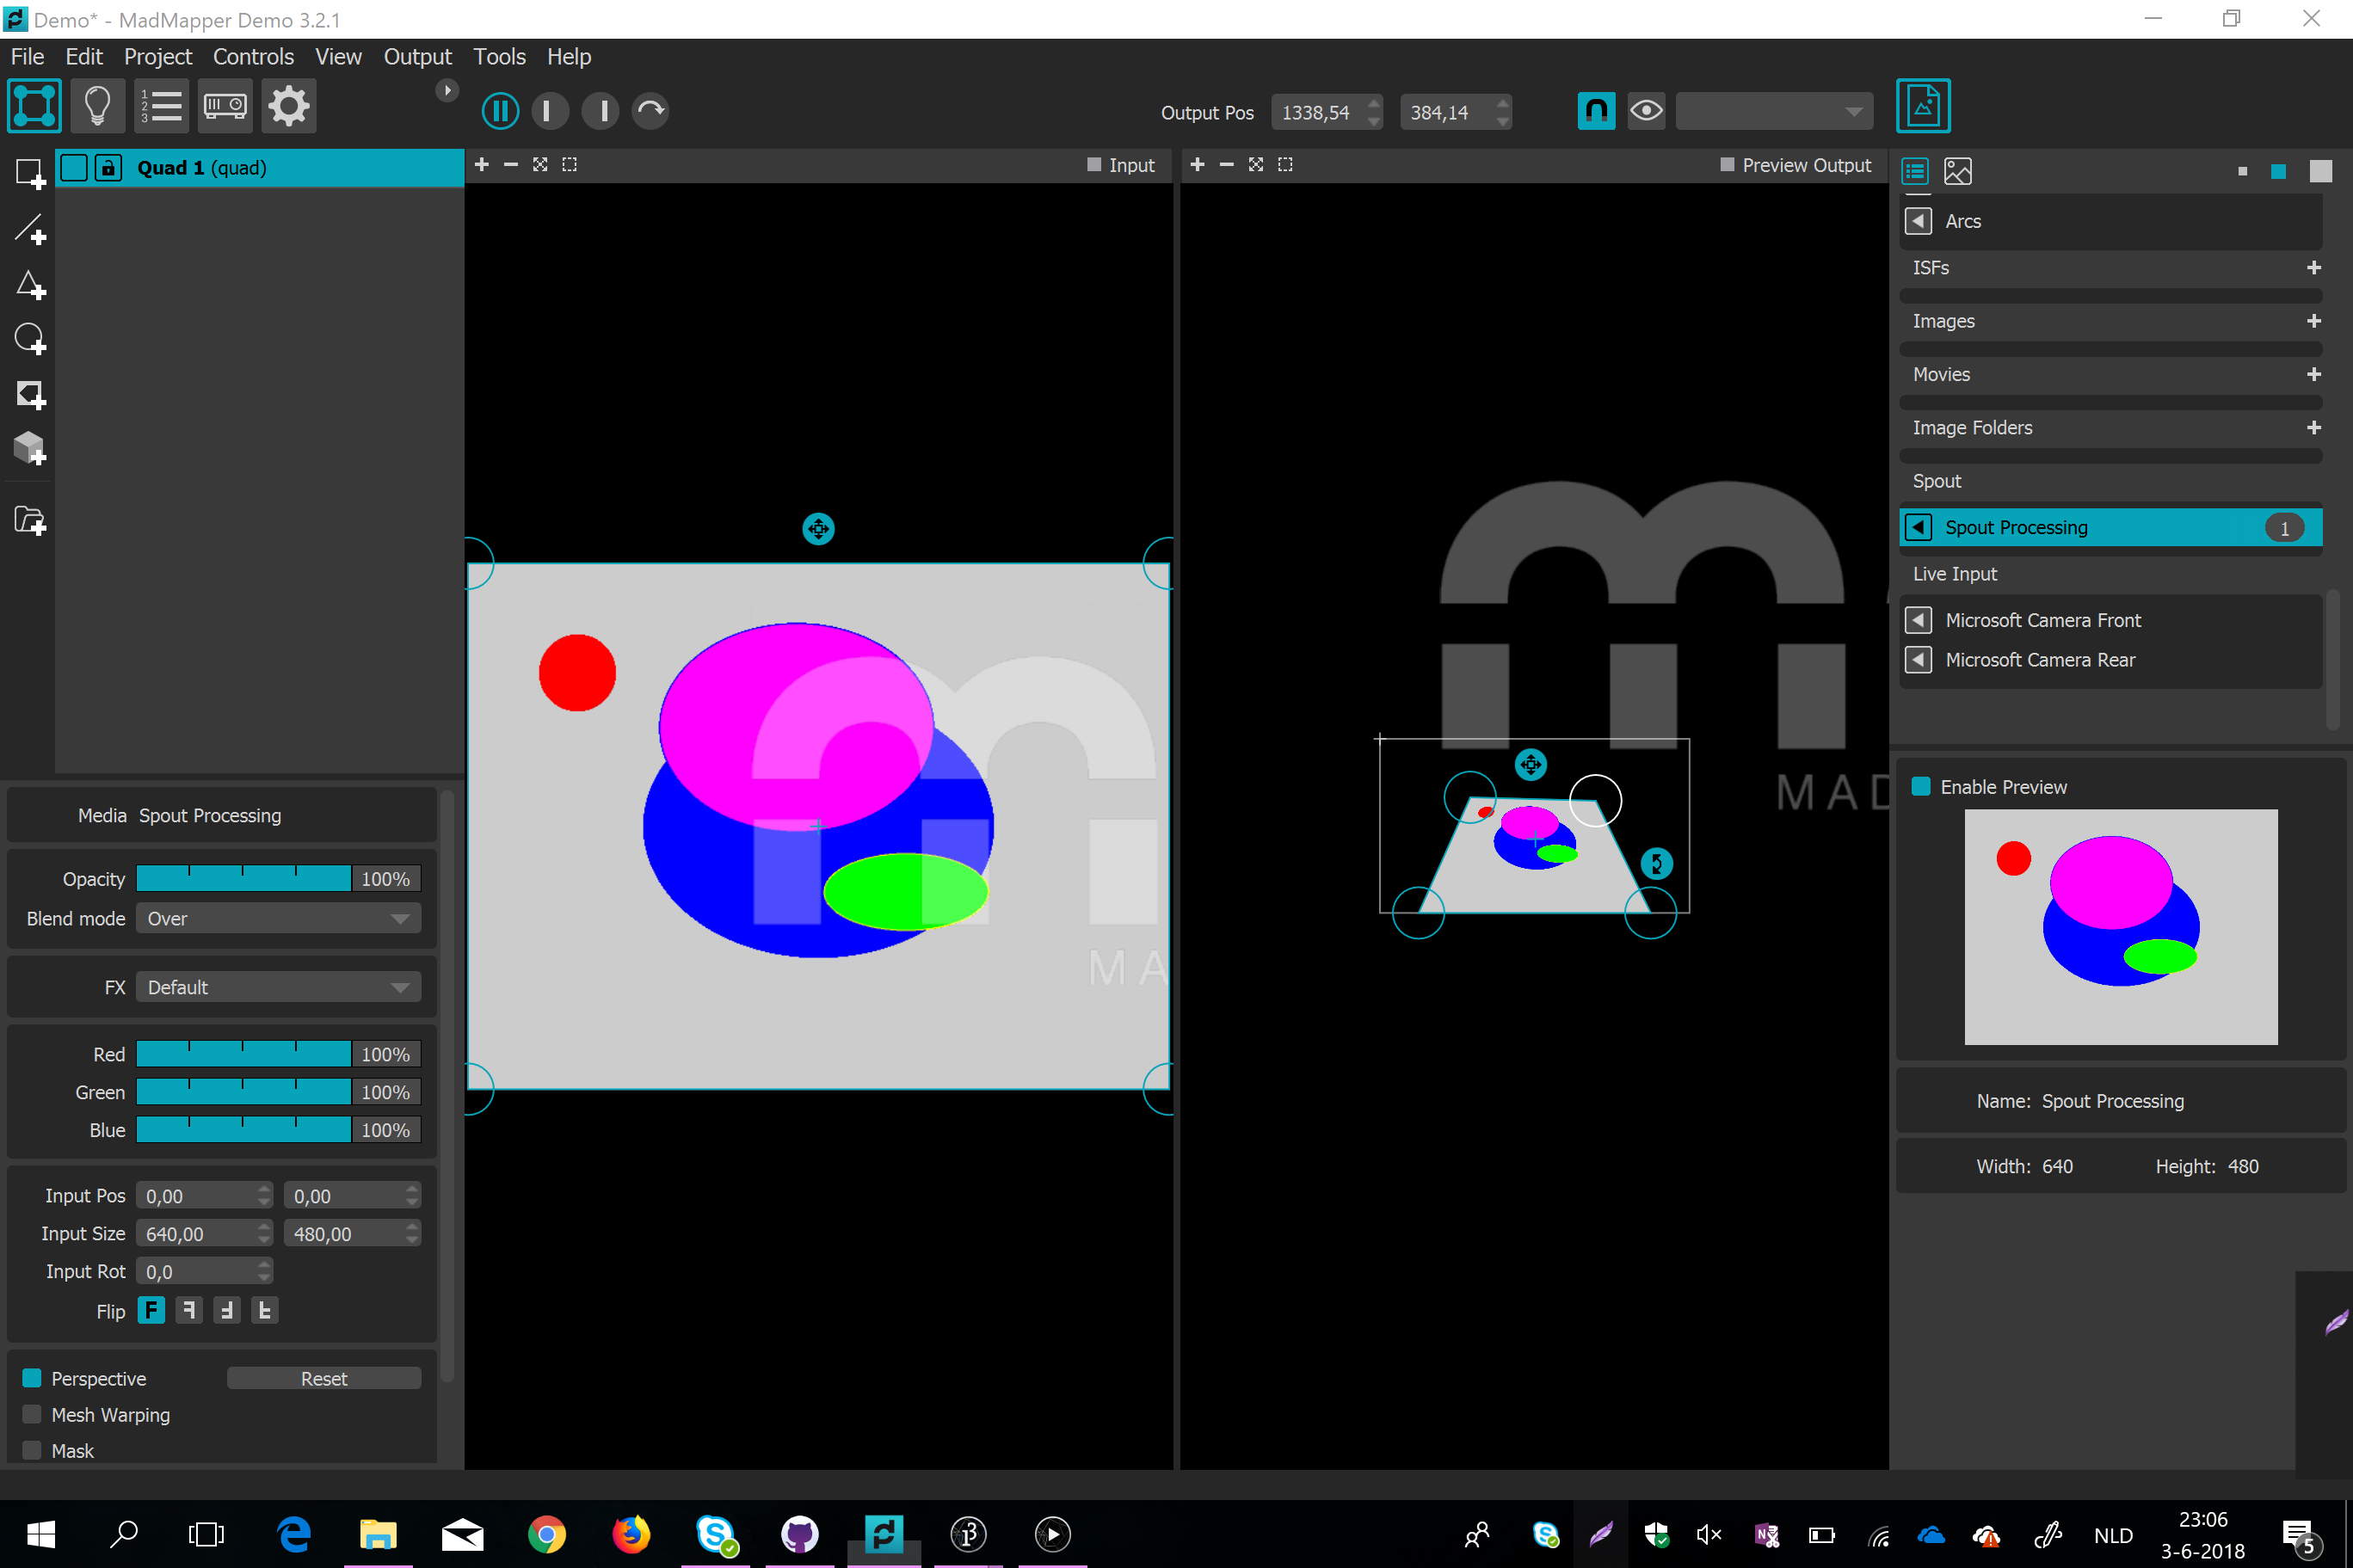 Demo* - MadMapper Demo 3.2.1
File Edit Project Controls View Output Tools Help
1
2
3
Output Pos 1338,54 384,14
Quad 1 (quad)
Input
Preview Output
Arcs
ISFs
Images
Movies
Image Folders
Spout
Spout Processing 1
Live Input
Microsoft Camera Front
Microsoft Camera Rear
MA
MAD
Media Spout Processing
Opacity 100%
Blend mode Over
FX Default
Red 100%
Green 100%
Blue 100%
Input Pos 0,00 0,00
Input Size 640,00 480,00
Input Rot 0,0
Flip F
Perspective Reset
Mesh Warping
Mask
Enable Preview
Name: Spout Processing
Width: 640 Height: 480
NLD
23:06
3-6-2018
5